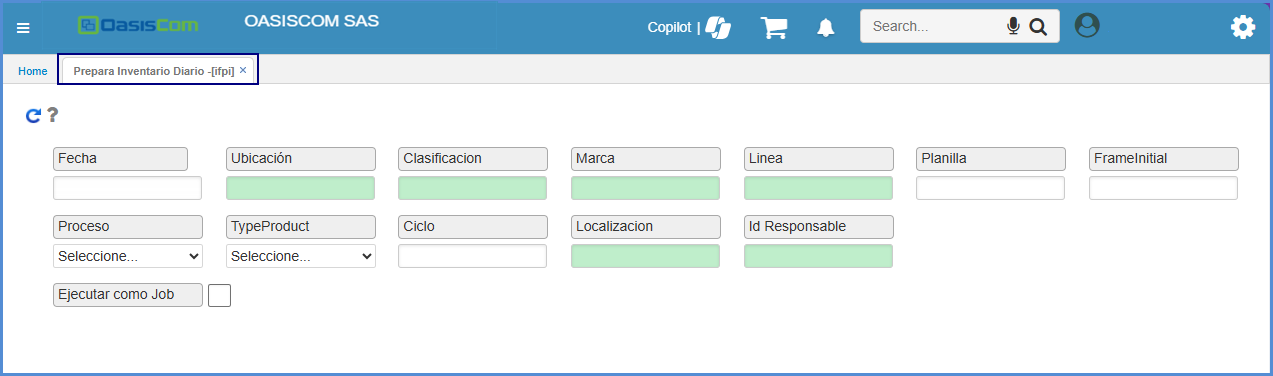 OasisCom
OASISCOM SAS
Copilot |
Search...
Home
Prepara Inventario Diario -[ifpi] ×
?
Fecha
Ubicación
Clasificacion
Marca
Linea
Planilla
FrameInitial
Proceso
TypeProduct
Ciclo
Localizacion
Id Responsable
Seleccione...
Seleccione...
Ejecutar como Job